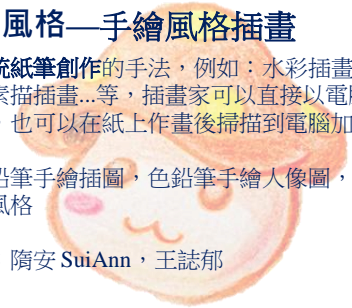 風格—手繪風格插畫
統紙筆創作的手法，例如：水彩插畫
素描插畫...等，插畫家可以直接以電腦
，也可以在紙上作畫後掃描到電腦加
鉛筆手繪插圖，色鉛筆手繪人像圖，
風格
隋安 SuiAnn，王誌郁